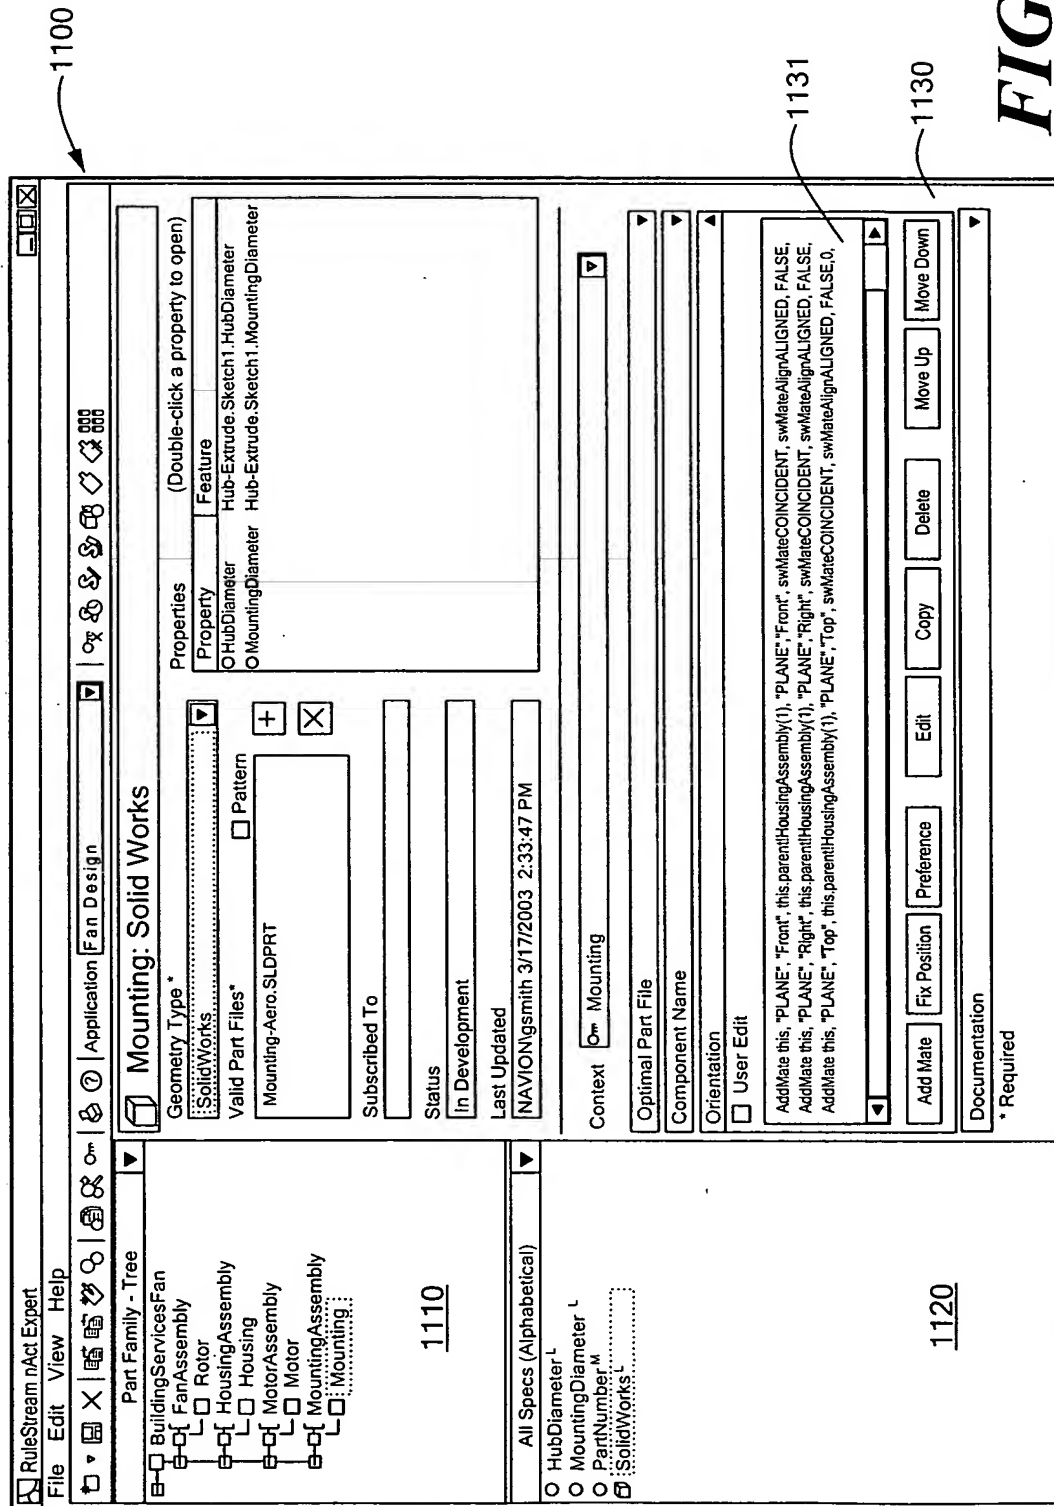 RuleStream nAct Expert
File Edit View Help
Application Fan Design
Part Family - Tree
BuildingServicesFan
FanAssembly
Rotor
HousingAssembly
Housing
MotorAssembly
Motor
MountingAssembly
Mounting
1110
All Specs (Alphabetical)
HubDiameter L
MountingDiameter L
PartNumber M
SolidWorks L
1120
Mounting: Solid Works
Geometry Type *
SolidWorks
Valid Part Files*
Pattern
Mounting-Aero.SLDPRT
Subscribed To
Status
In Development
Last Updated
NAVION\gsmith 3/17/2003 2:33:47 PM
Properties (Double-click a property to open)
Property Feature
HubDiameter Hub-Extrude.Sketch1.HubDiameter
MountingDiameter Hub-Extrude.Sketch1.MountingDiameter
Context Mounting
Optimal Part File
Component Name
Orientation
User Edit
AddMate this, "PLANE", "Front", this.parent!HousingAssembly(1), "PLANE","Front", swMateCOINCIDENT, swMateAlignALIGNED, FALSE,
AddMate this, "PLANE", "Right", this.parent!HousingAssembly(1), "PLANE","Right", swMateCOINCIDENT, swMateAlignALIGNED, FALSE,
AddMate this, "PLANE", "Top", this.parent!HousingAssembly(1), "PLANE","Top", swMateCOINCIDENT, swMateAlignALIGNED, FALSE,0,
Add Mate Fix Position Preference Edit Copy Delete Move Up Move Down
Documentation
* Required
1100
1131
1130
FIG